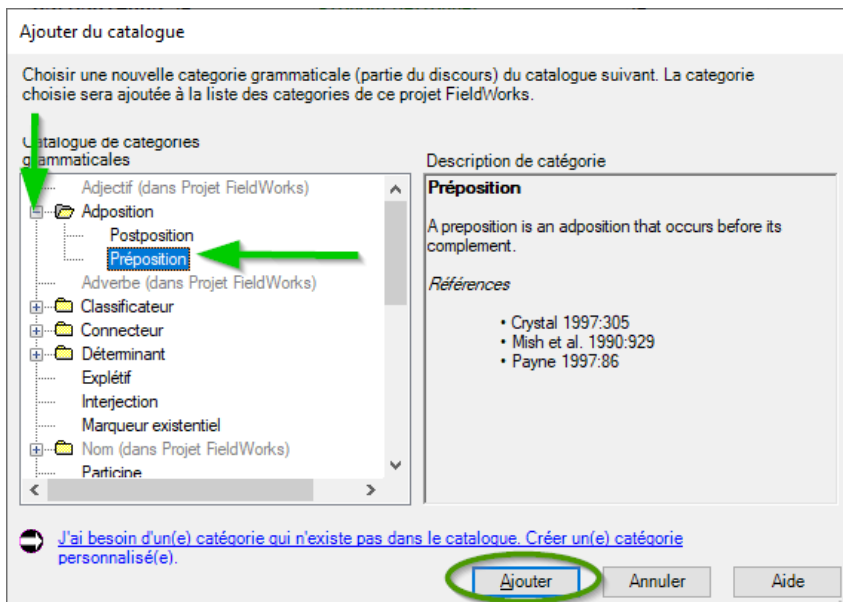 Ajouter du catalogue
Choisir une nouvelle categorie grammaticale (partie du discours) du catalogue suivant. La categorie
choisie sera ajoutée à la liste des categories de ce projet FieldWorks.
Catalogue de categories
grammaticales
Adjectif (dans Projet FieldWorks)
Adposition
Postposition
Préposition
Adverbe (dans Projet FieldWorks)
Classificateur
Connecteur
Déterminant
Explétif
Interjection
Marqueur existentiel
Nom (dans Projet FieldWorks)
Participe
Description de catégorie
Préposition
A preposition is an adposition that occurs before its
complement.
Références
• Crystal 1997:305
• Mish et al. 1990:929
• Payne 1997:86
J'ai besoin d'un(e) catégorie qui n'existe pas dans le catalogue. Créer un(e) catégorie
personnalisé(e).
Ajouter Annuler Aide